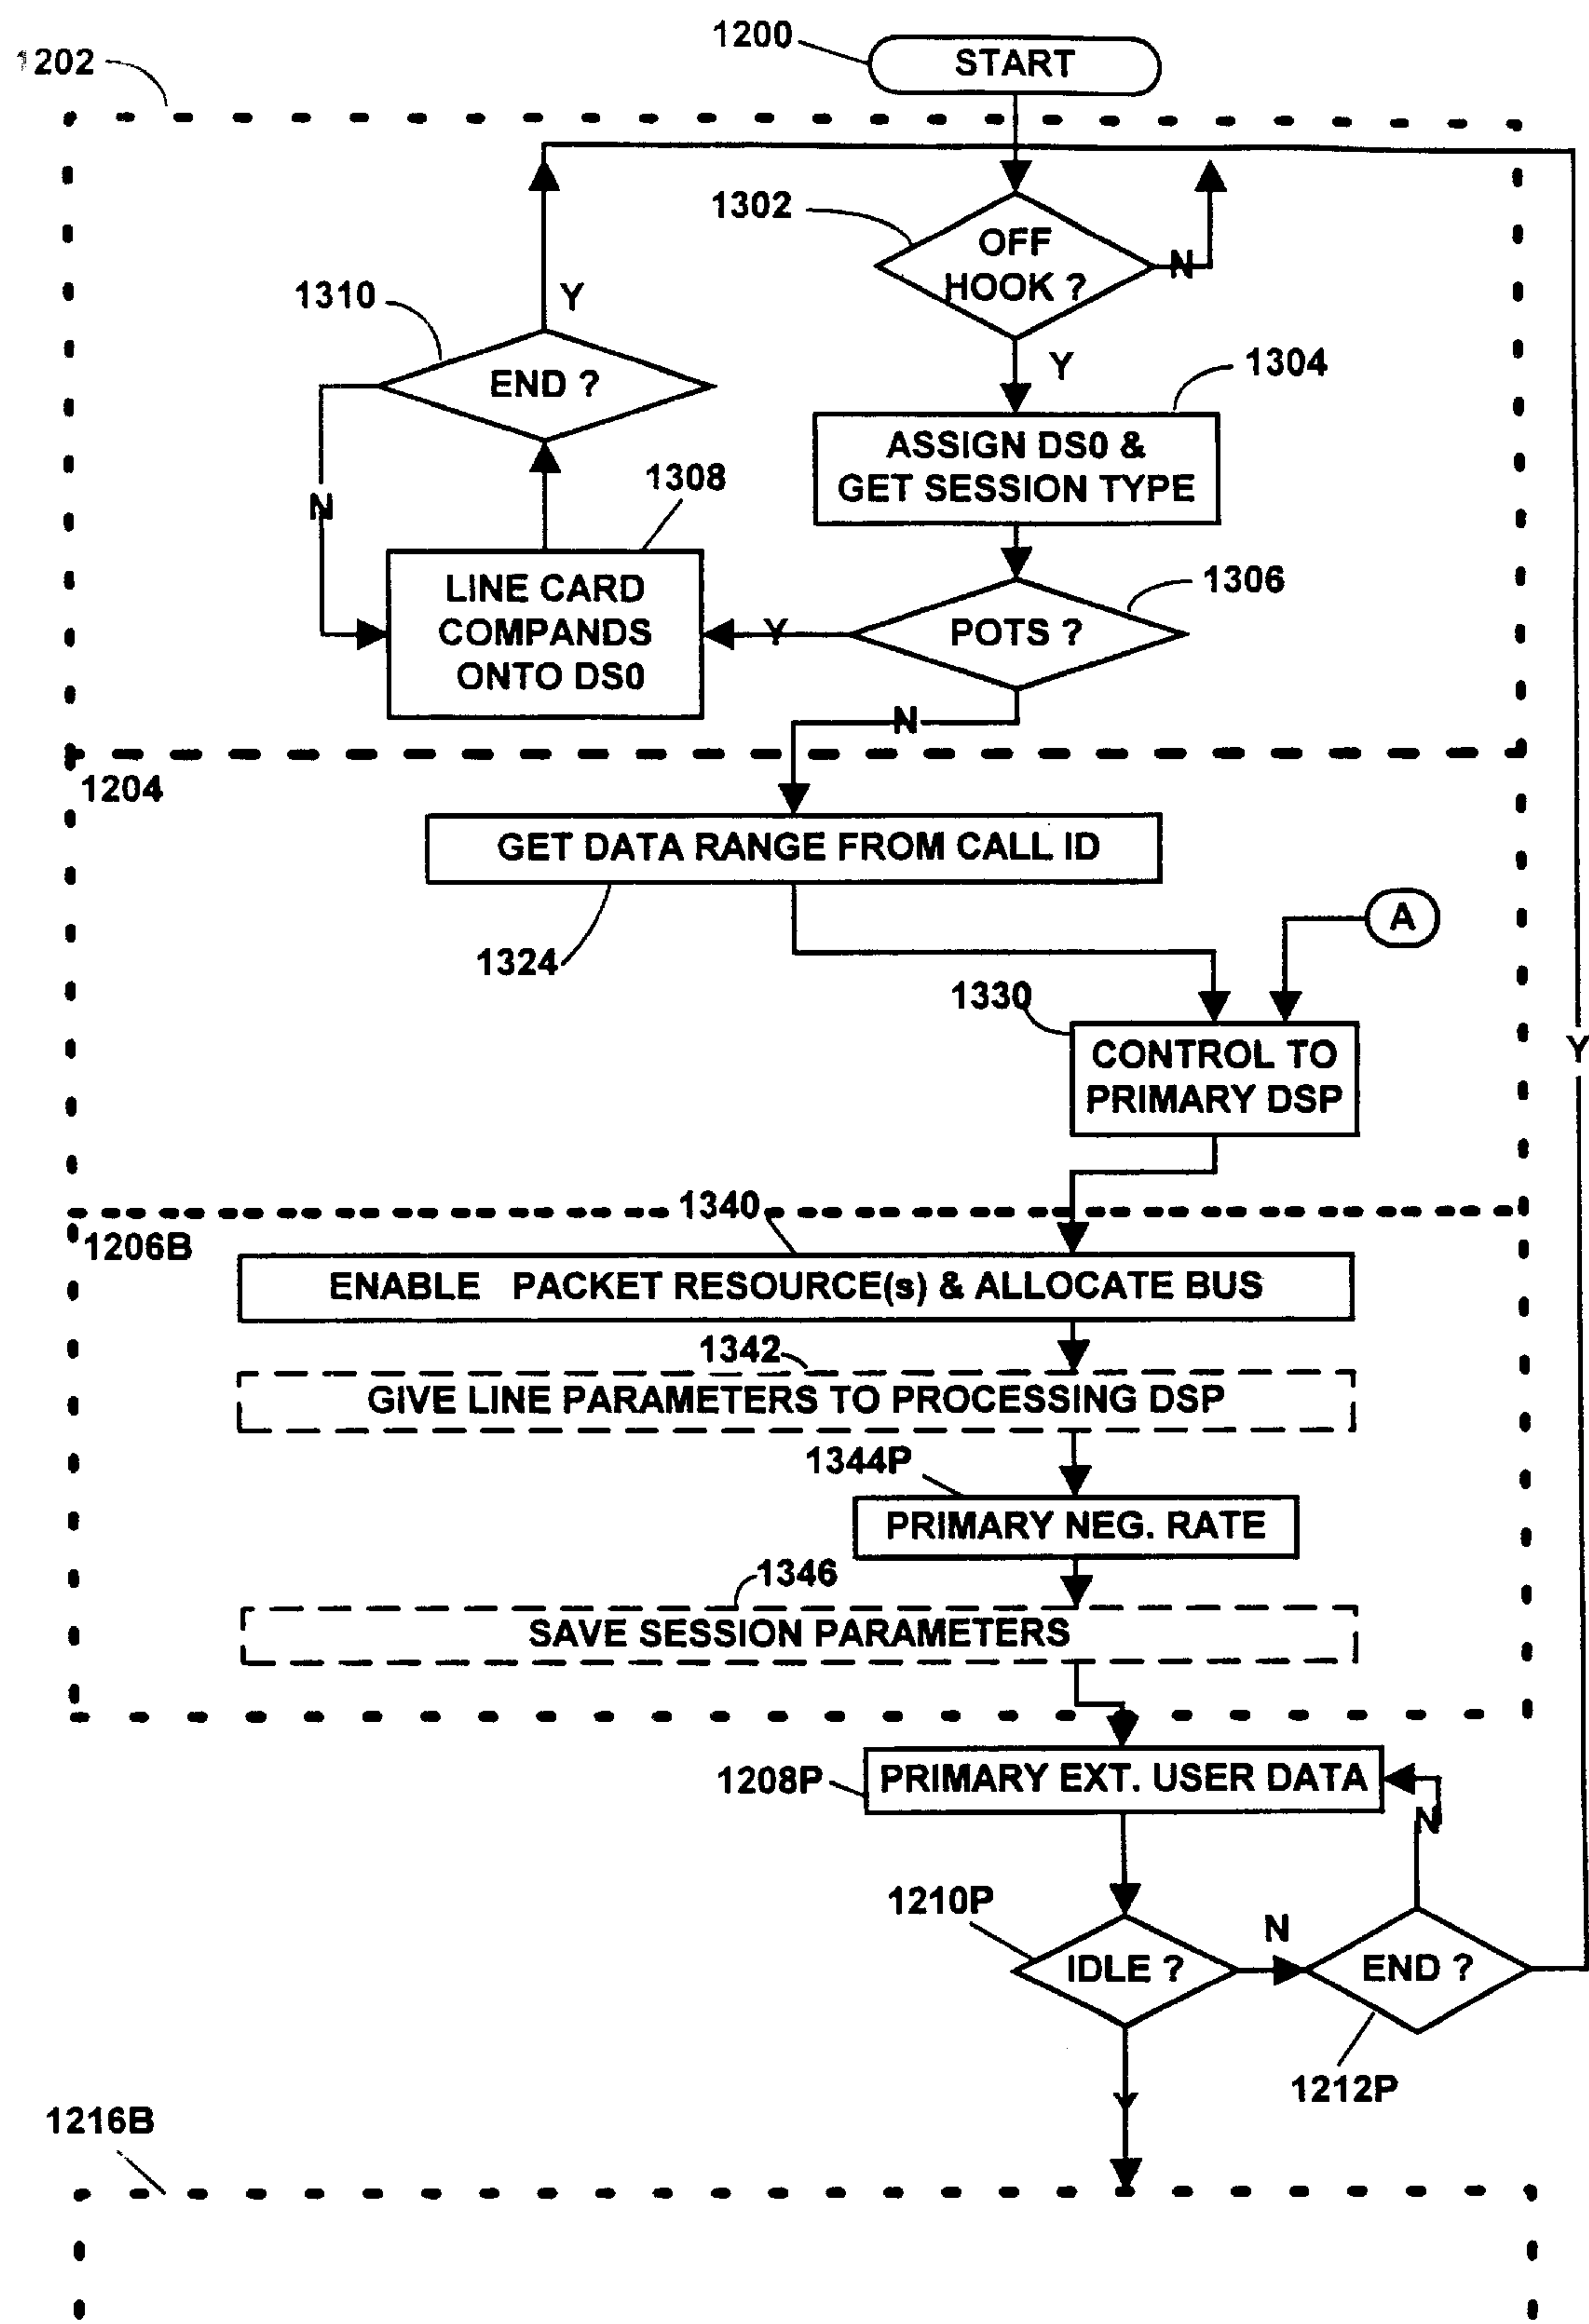 1200
START
1202
1302
OFF
HOOK ?
N
1310
Y
END ?
Y
1304
ASSIGN DS0 &
GET SESSION TYPE
N
1308
LINE CARD
COMPANDS
ONTO DS0
1306
POTS ?
Y
N
1204
GET DATA RANGE FROM CALL ID
1324
A
1330
CONTROL TO
PRIMARY DSP
Y
1340
1206B
ENABLE PACKET RESOURCE(s) & ALLOCATE BUS
1342
GIVE LINE PARAMETERS TO PROCESSING DSP
1344P
PRIMARY NEG. RATE
1346
SAVE SESSION PARAMETERS
1208P
PRIMARY EXT. USER DATA
N
1210P
IDLE ?
N
END ?
1212P
Y
1216B